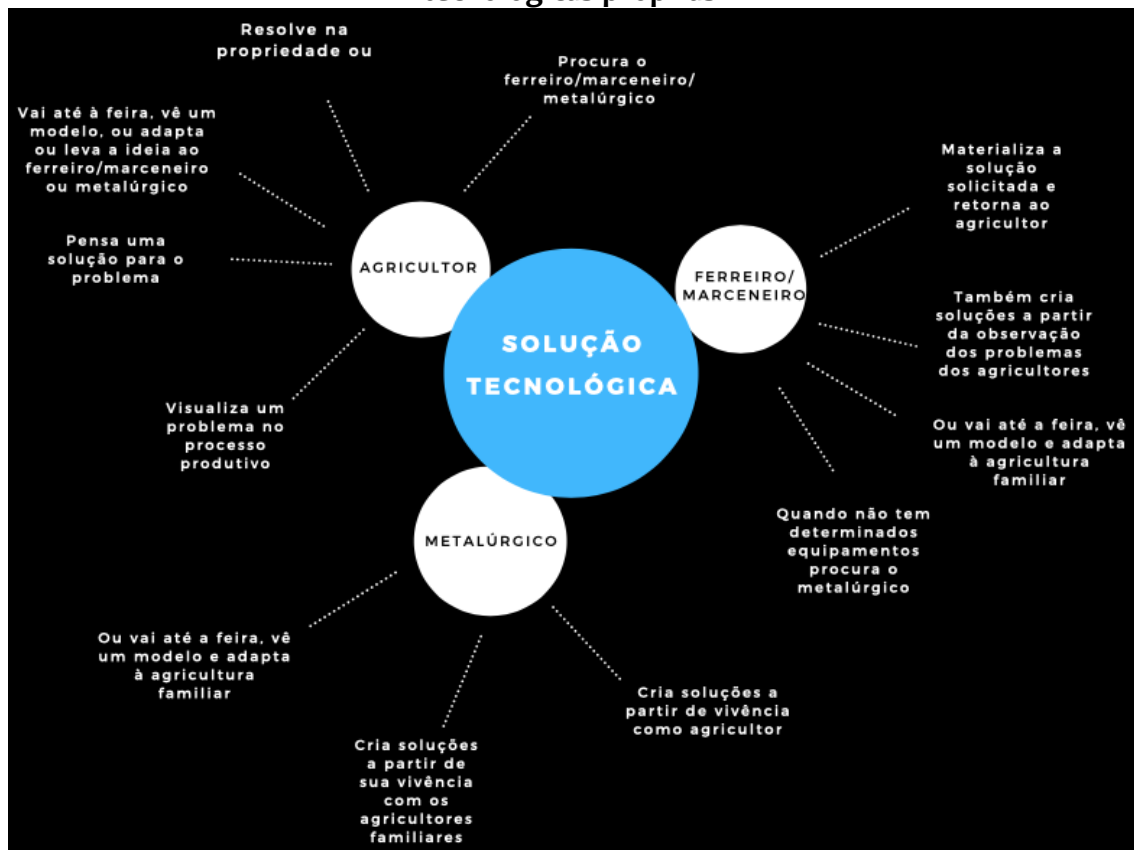 Resolve na
propriedade ou
Procura o
ferreiro/marceneiro/
metalúrgico
Vai até à feira, vê um
modelo, ou adapta
ou leva a ideia ao
ferreiro/marceneiro
ou metalúrgico
Pensa uma
solução para o
problema
Visualiza um
problema no
processo
produtivo
AGRICULTOR
SOLUÇÃO
TECNOLÓGICA
FERREIRO/
MARCENEIRO
Materializa a
solução
solicitada e
retorna ao
agricultor
Também cria
soluções a partir
da observação
dos problemas
dos agricultores
Ou vai até a feira, vê
um modelo e adapta
à agricultura
familiar
Quando não tem
determinados
equipamentos
procura o
metalúrgico
METALÚRGICO
Ou vai até a feira, vê
um modelo e adapta
à agricultura
familiar
Cria soluções
a partir de
sua vivência
com os
agricultores
familiares
Cria soluções a
partir de vivência
como agricultor